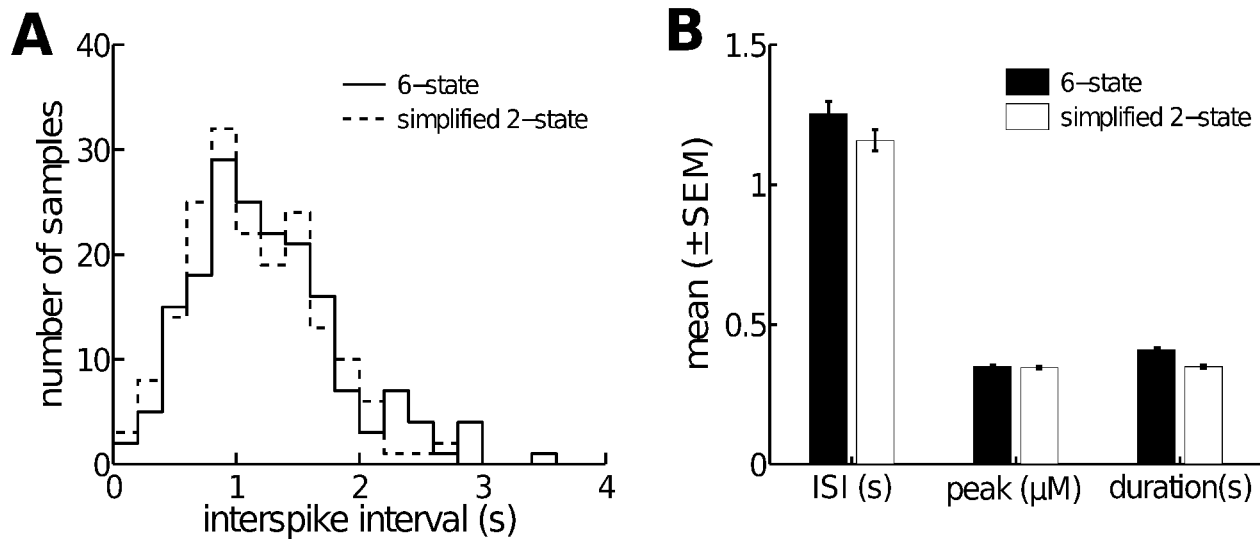 A
40
30
20
10
0
number of samples
6−state
simplified 2−state
0 1 2 3 4
interspike interval (s)
B
1.5
1
0.5
0
mean (±SEM)
6−state
simplified 2−state
ISI (s) peak (µM) duration(s)